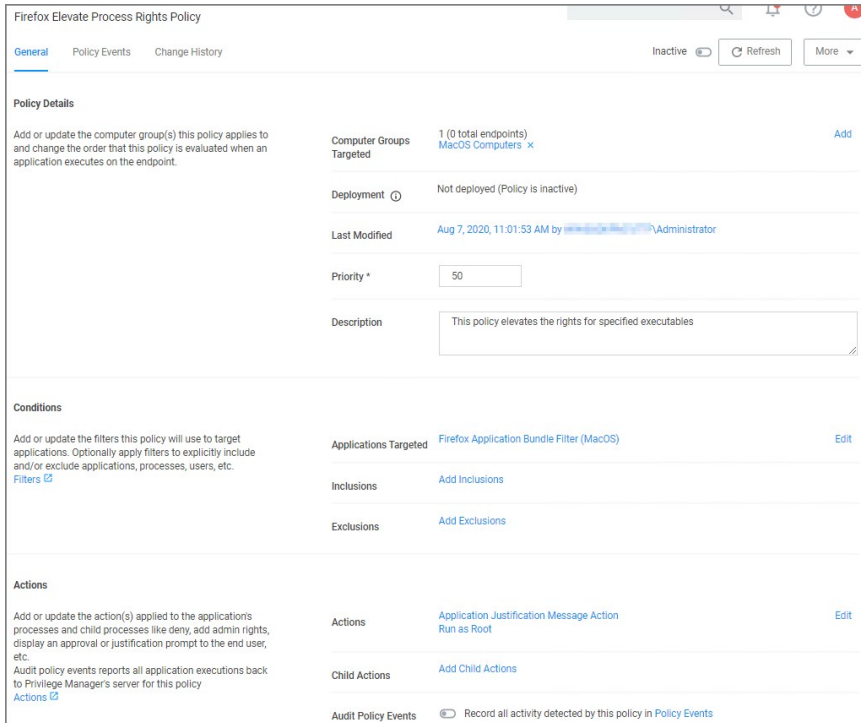 Firefox Elevate Process Rights Policy
A
General
Policy Events
Change History
Inactive
Refresh
More
Policy Details
Add or update the computer group(s) this policy applies to
and change the order that this policy is evaluated when an
application executes on the endpoint.
Computer Groups
Targeted
1 (0 total endpoints)
MacOS Computers ×
Add
Deployment
Not deployed (Policy is inactive)
Last Modified
Aug 7, 2020, 11:01:53 AM by \Administrator
Priority *
50
Description
This policy elevates the rights for specified executables
Conditions
Add or update the filters this policy will use to target
applications. Optionally apply filters to explicitly include
and/or exclude applications, processes, users, etc.
Filters
Applications Targeted
Firefox Application Bundle Filter (MacOS)
Edit
Inclusions
Add Inclusions
Exclusions
Add Exclusions
Actions
Add or update the action(s) applied to the application's
processes and child processes like deny, add admin rights,
display an approval or justification prompt to the end user,
etc.
Audit policy events reports all application executions back
to Privilege Manager's server for this policy
Actions
Actions
Application Justification Message Action
Run as Root
Edit
Child Actions
Add Child Actions
Audit Policy Events
Record all activity detected by this policy in Policy Events